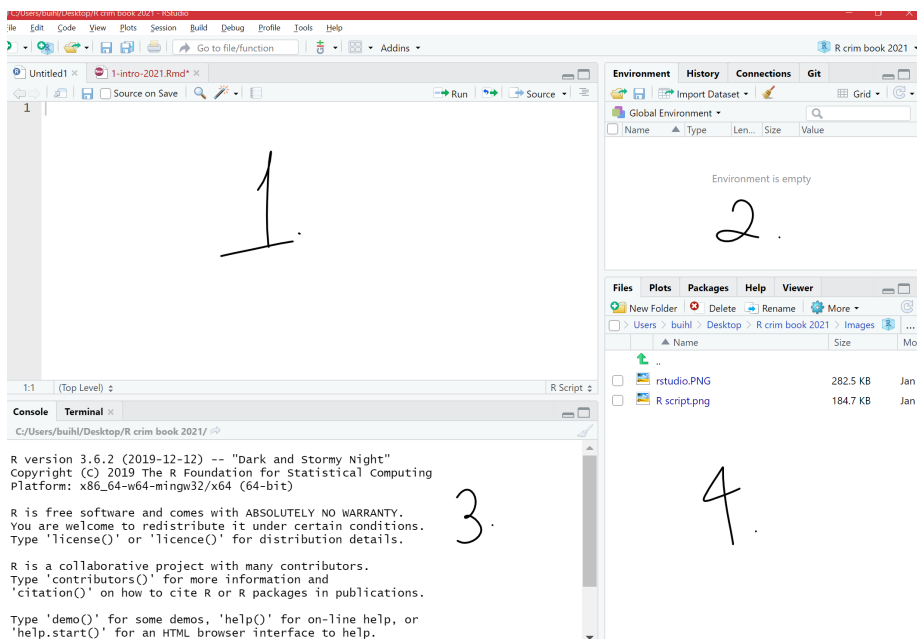 C:/Users/buihl/Desktop/R crim book 2021 - RStudio
File Edit Code View Plots Session Build Debug Profile Tools Help
Go to file/function Addins R crim book 2021
Untitled1 1-intro-2021.Rmd*
Source on Save Run Source
1
1.
1:1 (Top Level) R Script
Environment History Connections Git
Import Dataset Grid
Global Environment
Name Type Len... Size Value
Environment is empty
2.
Console Terminal
C:/Users/buihl/Desktop/R crim book 2021/
R version 3.6.2 (2019-12-12) -- "Dark and Stormy Night"
Copyright (C) 2019 The R Foundation for Statistical Computing
Platform: x86_64-w64-mingw32/x64 (64-bit)
R is free software and comes with ABSOLUTELY NO WARRANTY.
You are welcome to redistribute it under certain conditions.
Type 'license()' or 'licence()' for distribution details.
R is a collaborative project with many contributors.
Type 'contributors()' for more information and
'citation()' on how to cite R or R packages in publications.
Type 'demo()' for some demos, 'help()' for on-line help, or
'help.start()' for an HTML browser interface to help.
3.
Files Plots Packages Help Viewer
New Folder Delete Rename More
> Users > buihl > Desktop > R crim book 2021 > Images ...
Name Size Mo
..
rstudio.PNG 282.5 KB Jan
R script.png 184.7 KB Jan
4.